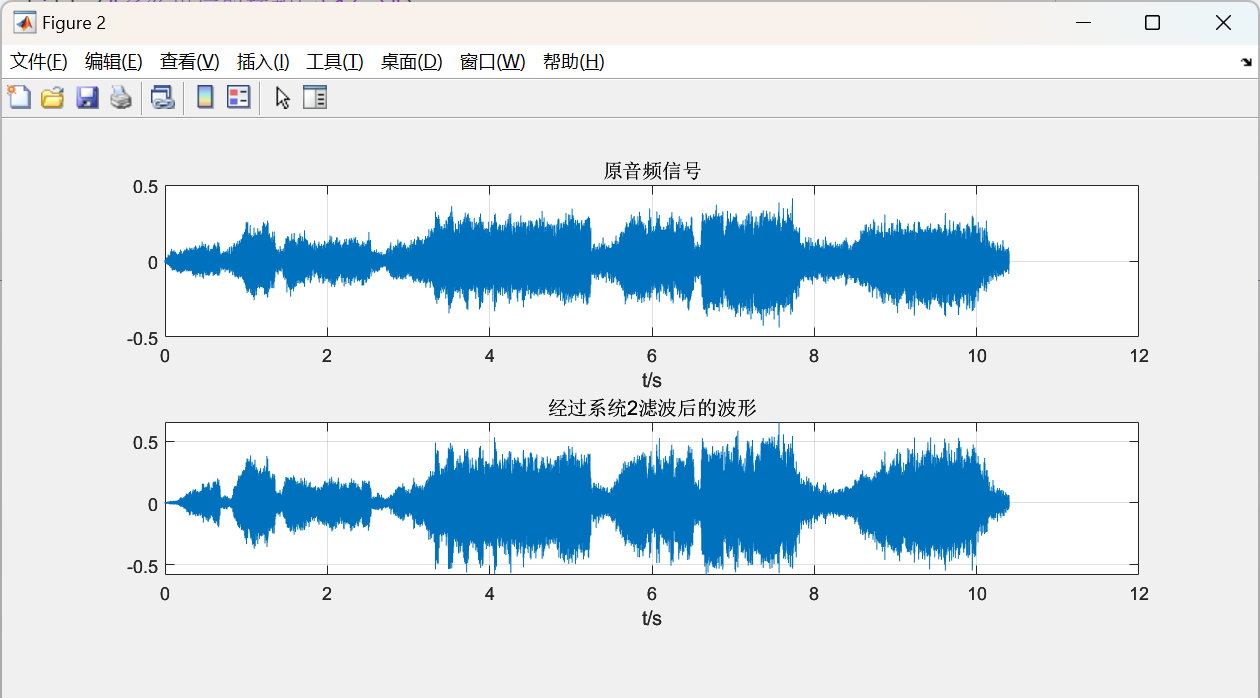 Figure 2
文件(F) 编辑(E) 查看(V) 插入(I) 工具(T) 桌面(D) 窗口(W) 帮助(H)
原音频信号
0.5
0
-0.5
0 2 4 6 8 10 12
t/s
经过系统2滤波后的波形
0.5
0
-0.5
0 2 4 6 8 10 12
t/s